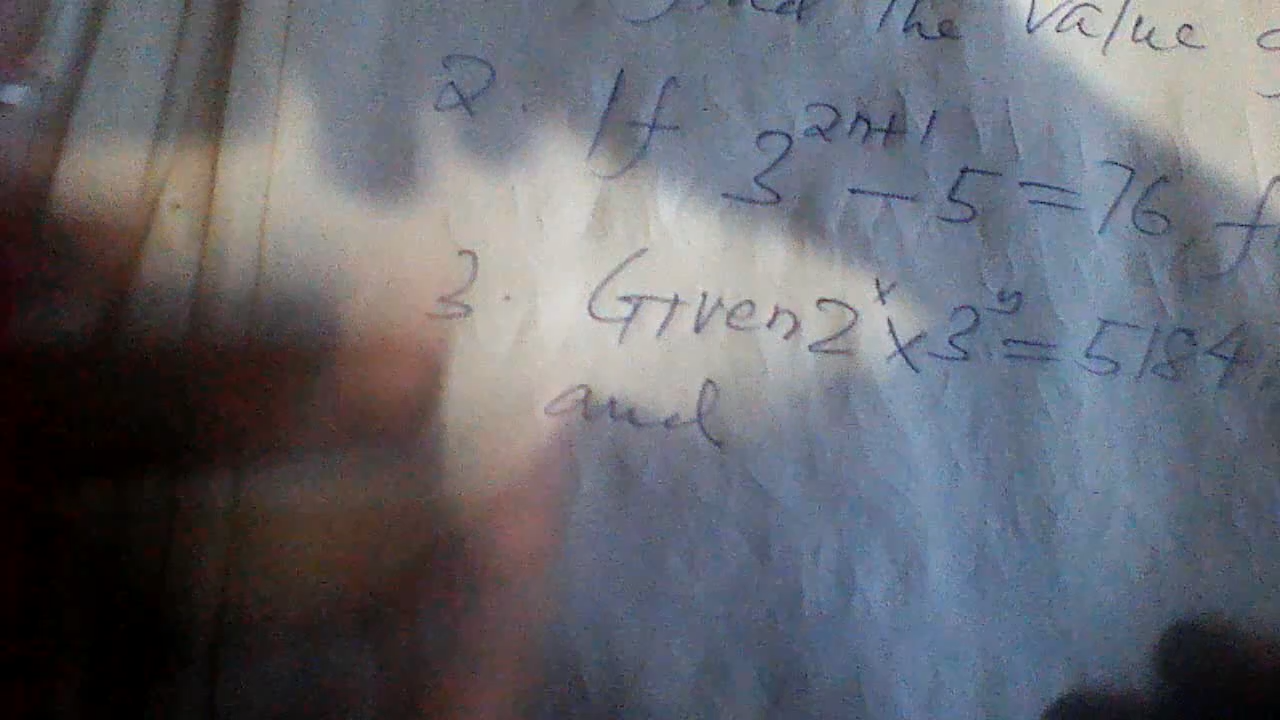 the value
2. If 3^{2n+1} - 5 = 76
3. Given 2^x × 3^y = 5184
and